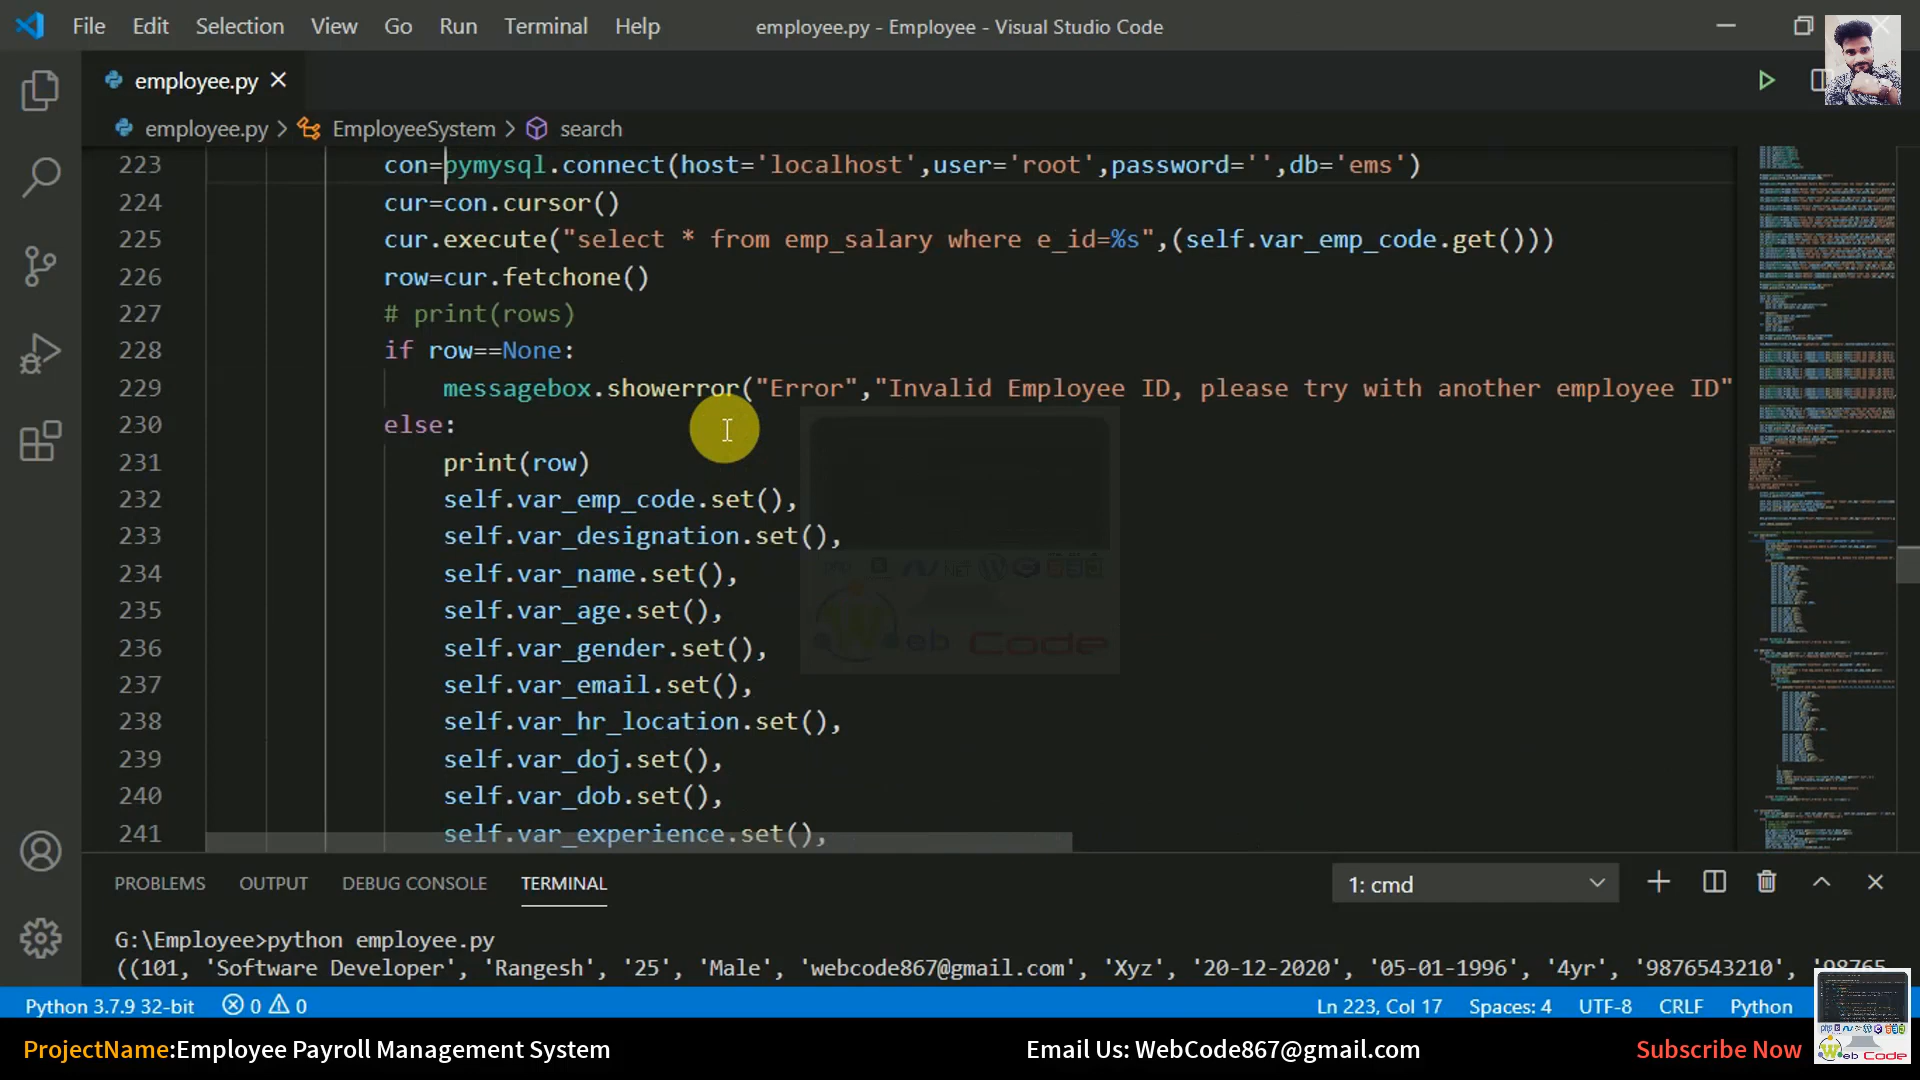 File Edit Selection View Go Run Terminal Help employee.py - Employee - Visual Studio Code
employee.py
employee.py > EmployeeSystem > search
223 con=pymysql.connect(host='localhost',user='root',password='',db='ems')
224 cur=con.cursor()
225 cur.execute("select * from emp_salary where e_id=%s",(self.var_emp_code.get()))
226 row=cur.fetchone()
227 # print(rows)
228 if row==None:
229 messagebox.showerror("Error","Invalid Employee ID, please try with another employee ID"
230 else:
231 print(row)
232 self.var_emp_code.set(),
233 self.var_designation.set(),
234 self.var_name.set(),
235 self.var_age.set(),
236 self.var_gender.set(),
237 self.var_email.set(),
238 self.var_hr_location.set(),
239 self.var_doj.set(),
240 self.var_dob.set(),
241 self.var_experience.set(),
Web Code
PROBLEMS OUTPUT DEBUG CONSOLE TERMINAL 1: cmd
G:\Employee>python employee.py
((101, 'Software Developer', 'Rangesh', '25', 'Male', 'webcode867@gmail.com', 'Xyz', '20-12-2020', '05-01-1996', '4yr', '9876543210', '98765
Python 3.7.9 32-bit 0 0 Ln 223, Col 17 Spaces: 4 UTF-8 CRLF Python
ProjectName:Employee Payroll Management System Email Us: WebCode867@gmail.com Subscribe Now
Web Code